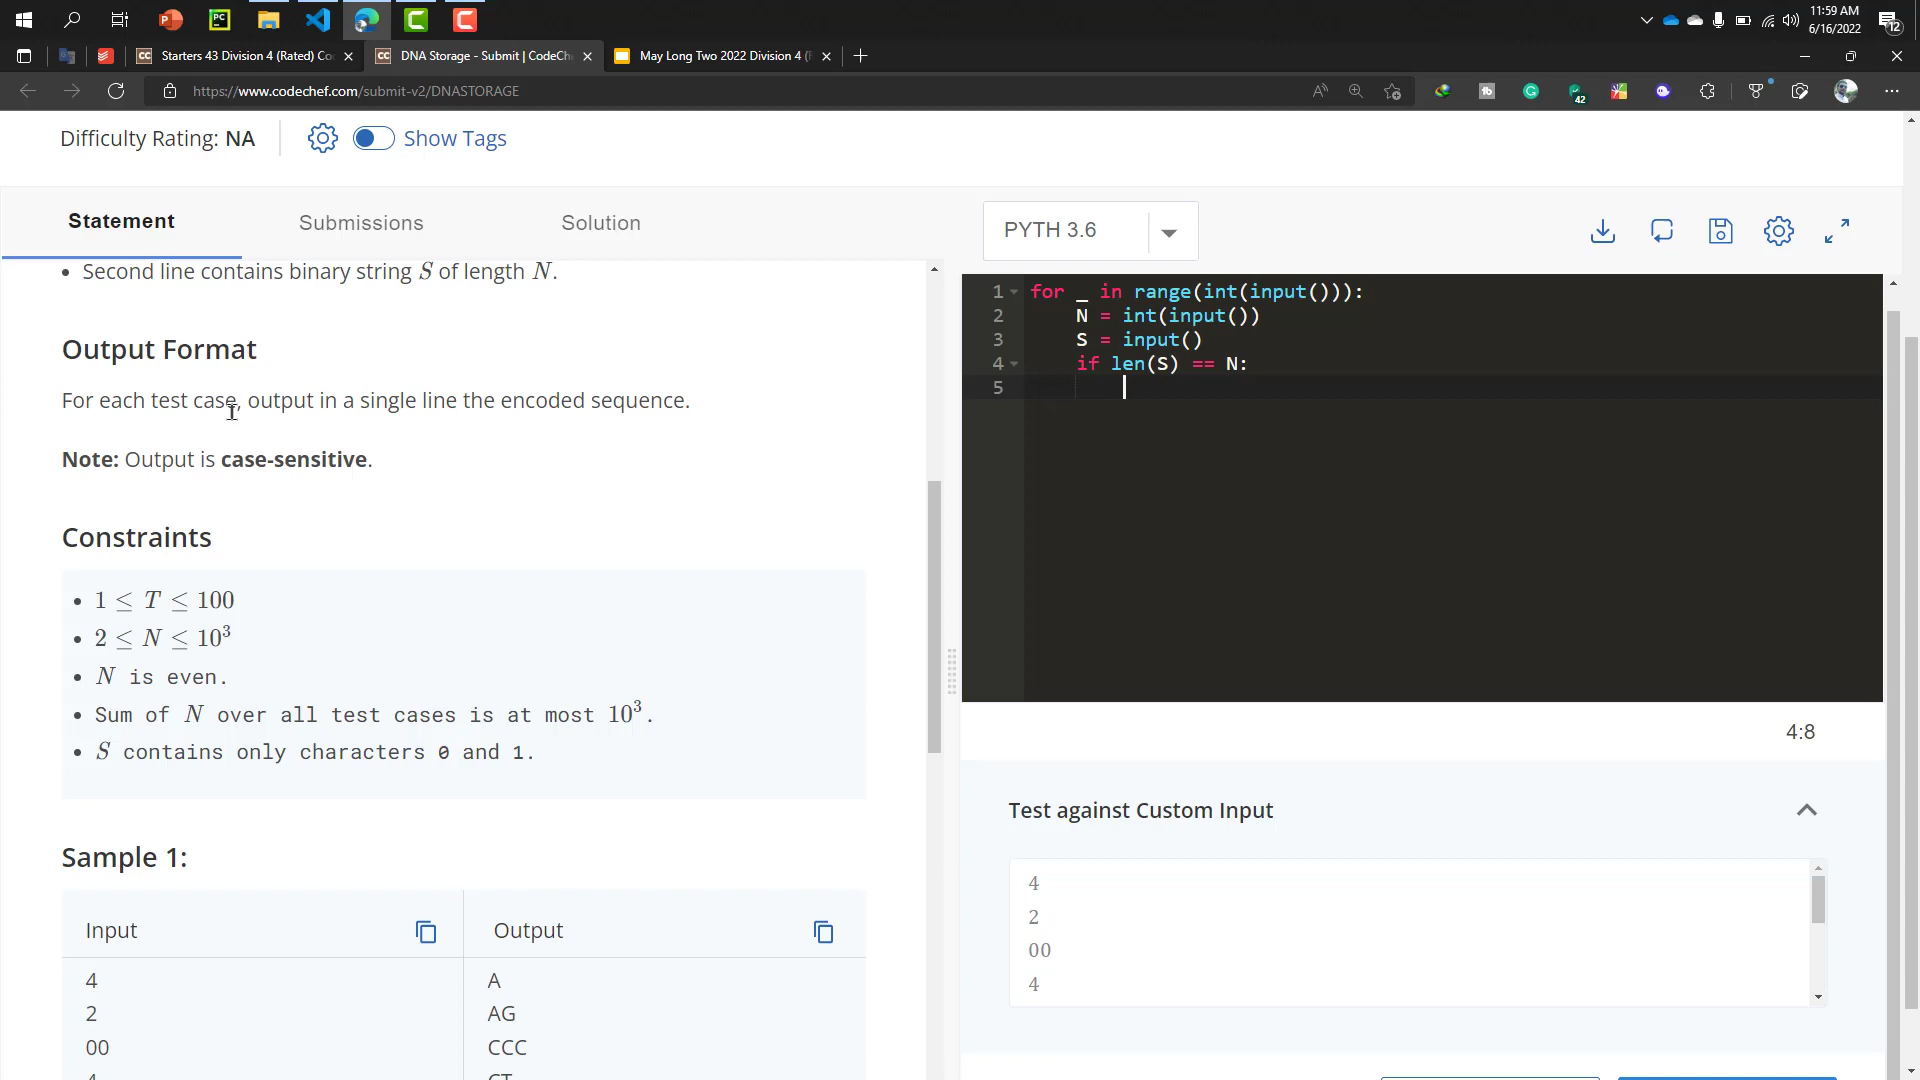 11:59 AM
6/16/2022
12
Starters 43 Division 4 (Rated) Co
DNA Storage - Submit | CodeCh
May Long Two 2022 Division 4 (
https://www.codechef.com/submit-v2/DNASTORAGE
42
Difficulty Rating: NA
Show Tags
Statement
Submissions
Solution
PYTH 3.6
• Second line contains binary string S of length N.
Output Format
For each test case, output in a single line the encoded sequence.
Note: Output is case-sensitive.
Constraints
• 1 ≤ T ≤ 100
• 2 ≤ N ≤ 10³
• N is even.
• Sum of N over all test cases is at most 10³.
• S contains only characters 0 and 1.
Sample 1:
Input
Output
4
A
2
AG
00
CCC
4
CT
1 for _ in range(int(input())):
2 N = int(input())
3 S = input()
4 if len(S) == N:
5
4:8
Test against Custom Input
4
2
00
4